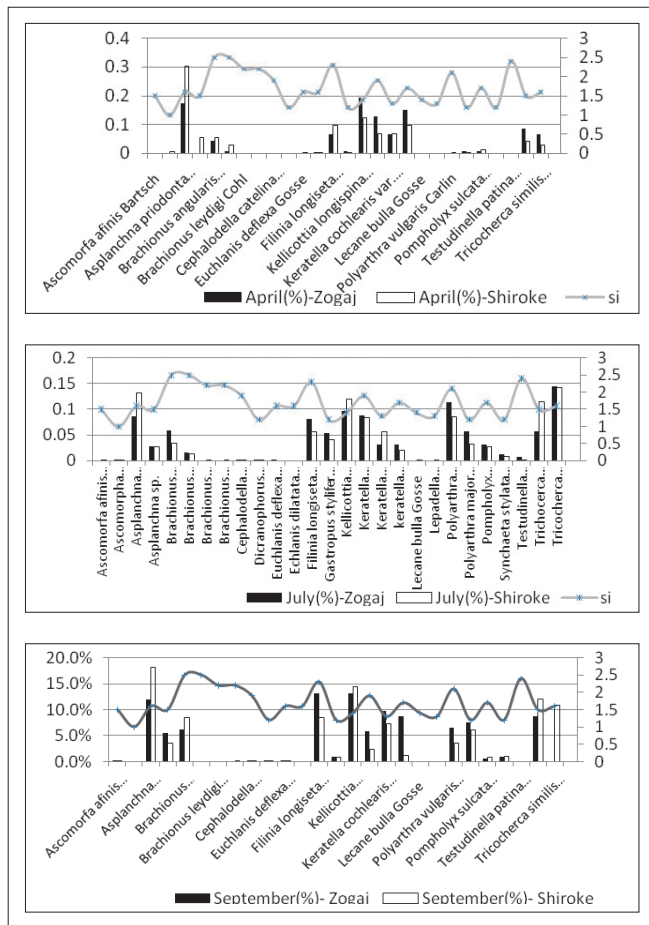 0.4
0.3
0.2
0.1
0
3
2.5
2
1.5
1
0.5
0
Ascomorfa afinis Bartsch
Asplanchna priodonta...
Brachionus angularis...
Brachionus leydigi Cohl
Cephalodella catelina...
Euchlanis deflexa Gosse
Filinia longiseta...
Kellicottia longispina...
Keratella cochlearis var. ...
Lecane bulla Gosse
Polyarthra vulgaris Carlin
Pompholyx sulcata...
Testudinella patina...
Tricocherca similis...
April(%)-Zogaj April(%)-Shiroke si
0.2
0.15
0.1
0.05
0
3
2.5
2
1.5
1
0.5
0
Ascomorfa afinis...
Ascomorpha...
Asplanchna...
Asplanchna sp.
Brachionus...
Brachionus...
Brachionus...
Brachionus...
Cephalodella...
Dicranophorus...
Euchlanis deflexa...
Echlanis dilatata...
Filinia longiseta...
Gastropus stylifer...
Kellicottia...
Keratella...
Keratella...
keratella...
Lecane bulla Gosse
Lepadella...
Polyarthra...
Polyarthra major...
Pompholyx...
Synchaeta stylata...
Testudinella...
Trichocerca...
Tricocherca...
July(%)-Zogaj July(%)-Shiroke si
20.0%
15.0%
10.0%
5.0%
0.0%
3
2.5
2
1.5
1
0.5
0
Ascomorfa afinis...
Asplanchna...
Brachionus...
Brachionus leydigi...
Cephalodella...
Euchlanis deflexa...
Filinia longiseta...
Kellicottia...
Keratella cochlearis...
Lecane bulla Gosse
Polyarthra vulgaris...
Pompholyx sulcata...
Testudinella patina...
Tricocherca similis...
September(%)- Zogaj September(%)- Shiroke